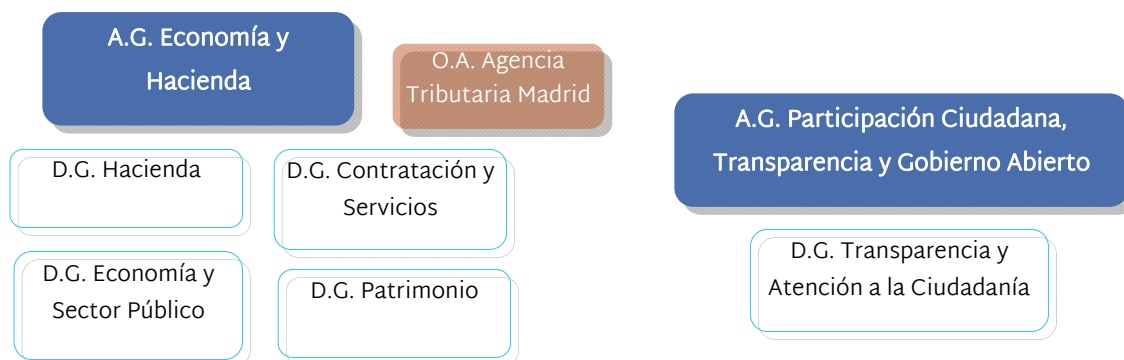 A.G. Economía y
Hacienda
O.A. Agencia
Tributaria Madrid
D.G. Hacienda
D.G. Contratación y
Servicios
D.G. Economía y
Sector Público
D.G. Patrimonio
A.G. Participación Ciudadana,
Transparencia y Gobierno Abierto
D.G. Transparencia y
Atención a la Ciudadanía